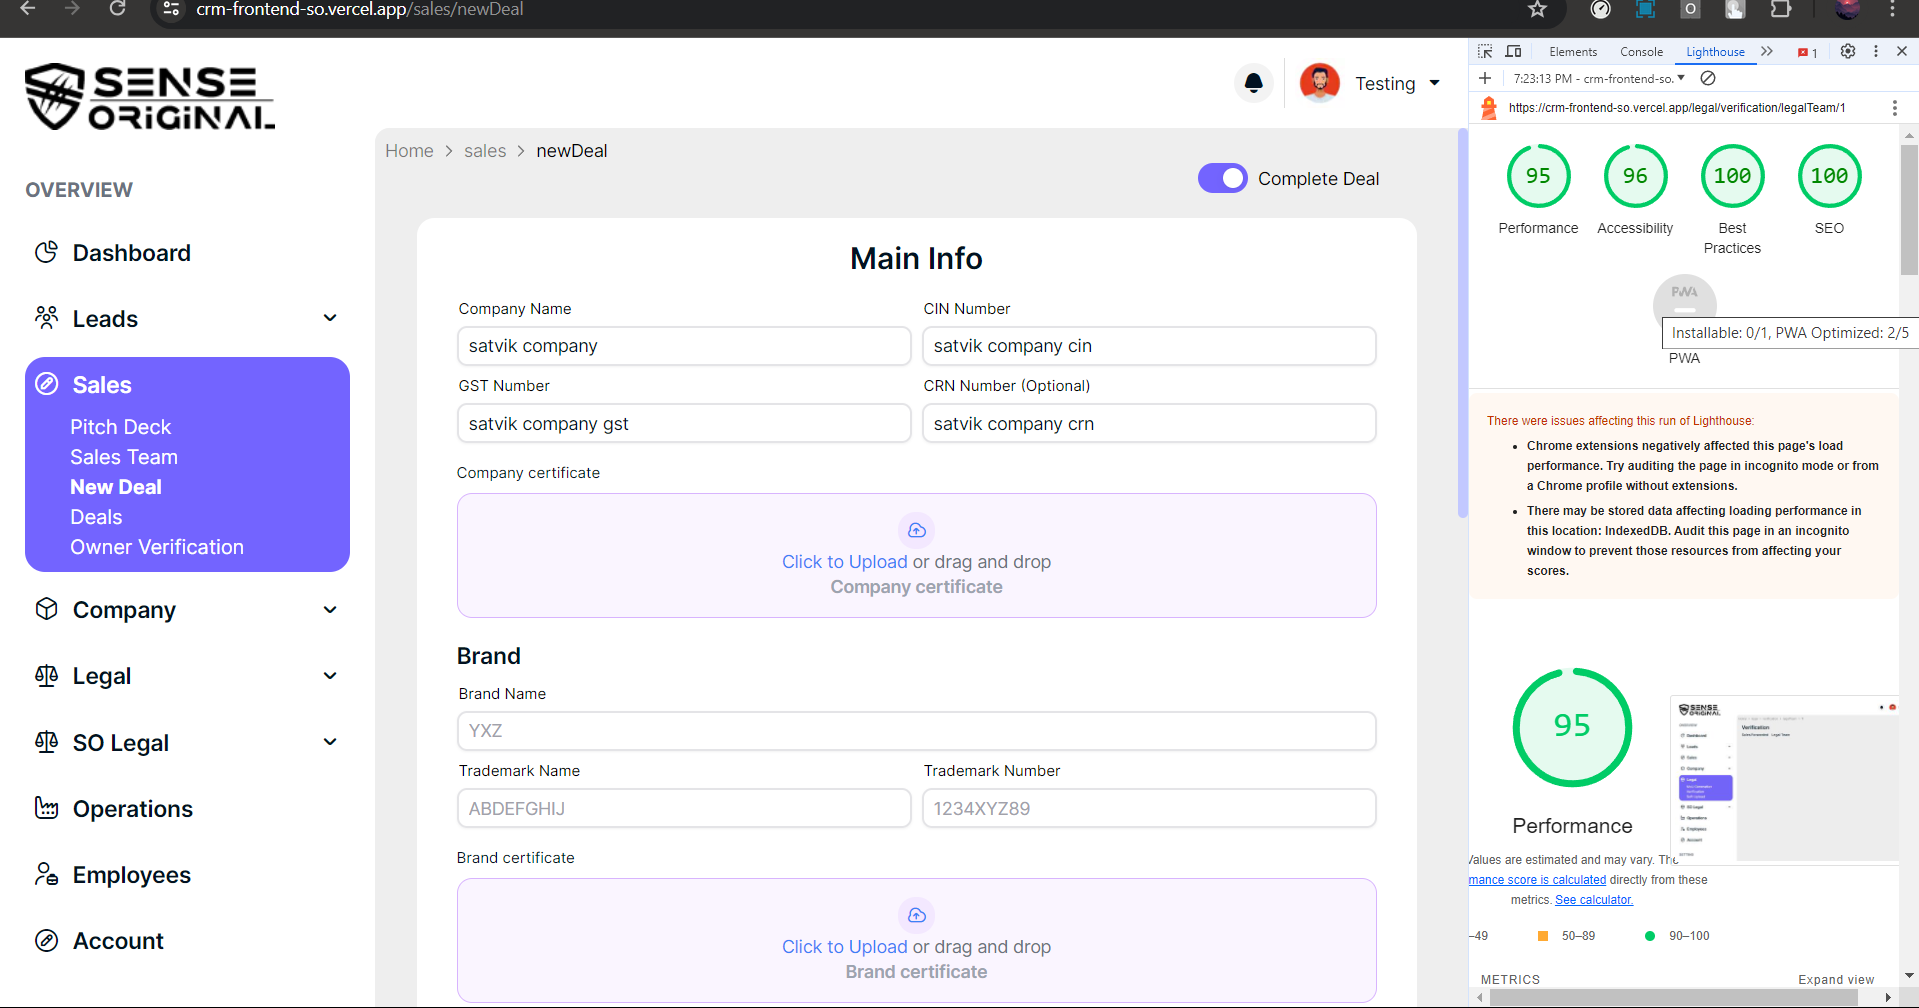 crm-frontend-so.vercel.app/sales/newDeal
SENSE
ORiGiNAL
OVERVIEW
Dashboard
Leads
Sales
Pitch Deck
Sales Team
New Deal
Deals
Owner Verification
Company
Legal
SO Legal
Operations
Employees
Account
Testing
Home > sales > newDeal
Complete Deal
Main Info
Company Name
CIN Number
satvik company
satvik company cin
GST Number
CRN Number (Optional)
satvik company gst
satvik company crn
Company certificate
Click to Upload or drag and drop
Company certificate
Brand
Brand Name
YXZ
Trademark Name
Trademark Number
ABDEFGHIJ
1234XYZ89
Brand certificate
Click to Upload or drag and drop
Brand certificate
Elements Console Lighthouse 1
7:23:13 PM - crm-frontend-so.
https://crm-frontend-so.vercel.app/legal/verification/legalTeam/1
95 96 100 100
Performance Accessibility Best Practices SEO
PWA
Installable: 0/1, PWA Optimized: 2/5
PWA
There were issues affecting this run of Lighthouse:
Chrome extensions negatively affected this page's load
performance. Try auditing the page in incognito mode or from
a Chrome profile without extensions.
There may be stored data affecting loading performance in
this location: IndexedDB. Audit this page in an incognito
window to prevent those resources from affecting your
scores.
95
SENSE
ORiGiNAL
Verification
Performance
Values are estimated and may vary. The
mance score is calculated directly from these
metrics. See calculator.
–49 50–89 90–100
METRICS
Expand view